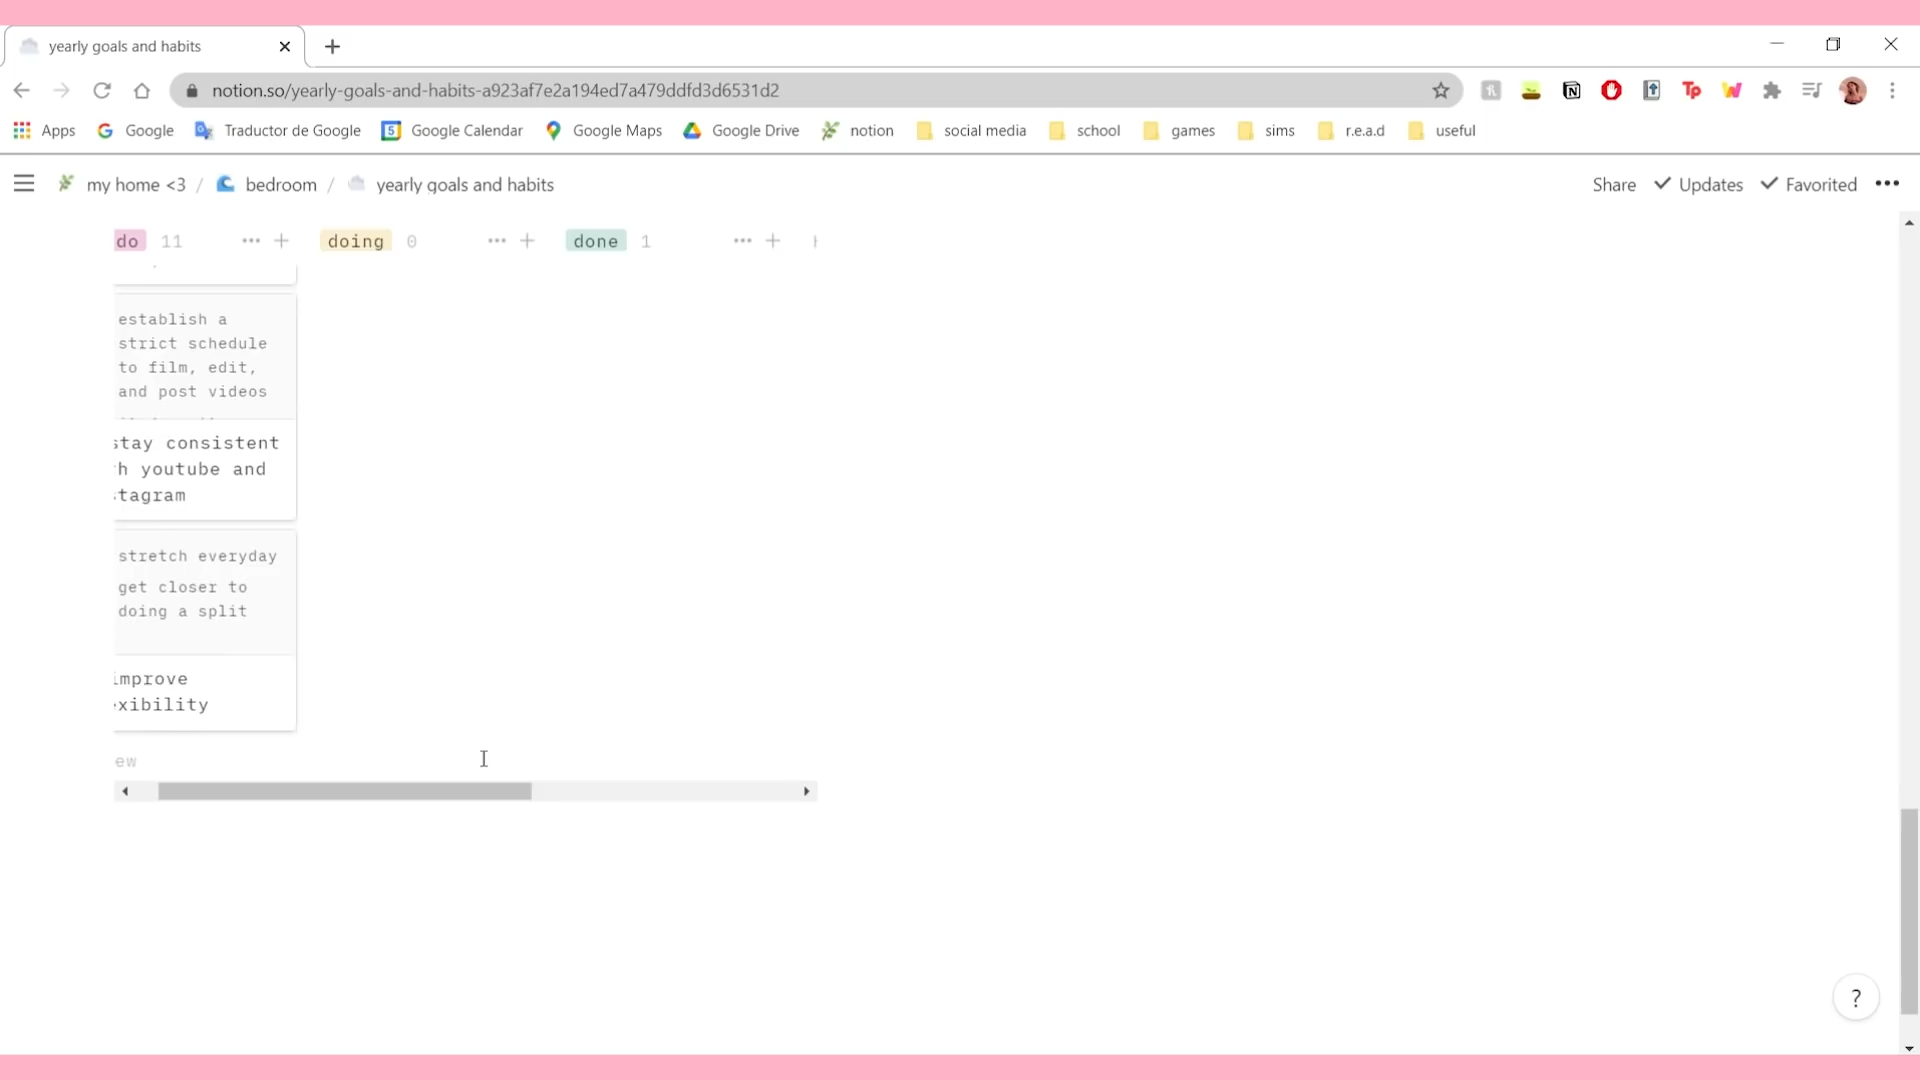 yearly goals and habits
notion.so/yearly-goals-and-habits-a923af7e2a194ed7a479ddfd3d6531d2
Apps Google Traductor de Google Google Calendar Google Maps Google Drive notion social media school games sims r.e.a.d useful
my home <3 / bedroom / yearly goals and habits Share Updates Favorited
do 11 doing 0 done 1
establish a
strict schedule
to film, edit,
and post videos
stay consistent
h youtube and
stagram
stretch everyday
get closer to
doing a split
improve
xibility
ew
?